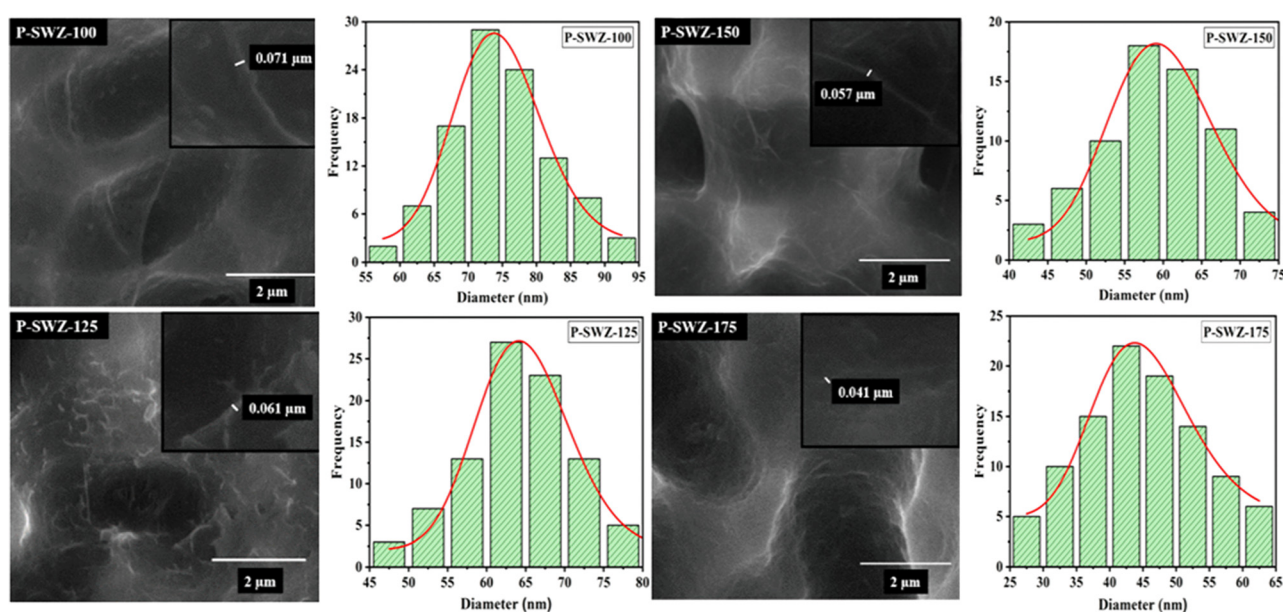 P-SWZ-100
0.071 μm
2 μm
30
24
18
12
6
0
Frequency
P-SWZ-100
55 60 65 70 75 80 85 90 95
Diameter (nm)
P-SWZ-150
0.057 μm
2 μm
20
15
10
5
0
Frequency
P-SWZ-150
40 45 50 55 60 65 70 75
Diameter (nm)
P-SWZ-125
0.061 μm
2 μm
30
25
20
15
10
5
0
Frequency
P-SWZ-125
45 50 55 60 65 70 75 80
Diameter (nm)
P-SWZ-175
0.041 μm
2 μm
25
20
15
10
5
0
Frequency
P-SWZ-175
25 30 35 40 45 50 55 60 65
Diameter (nm)